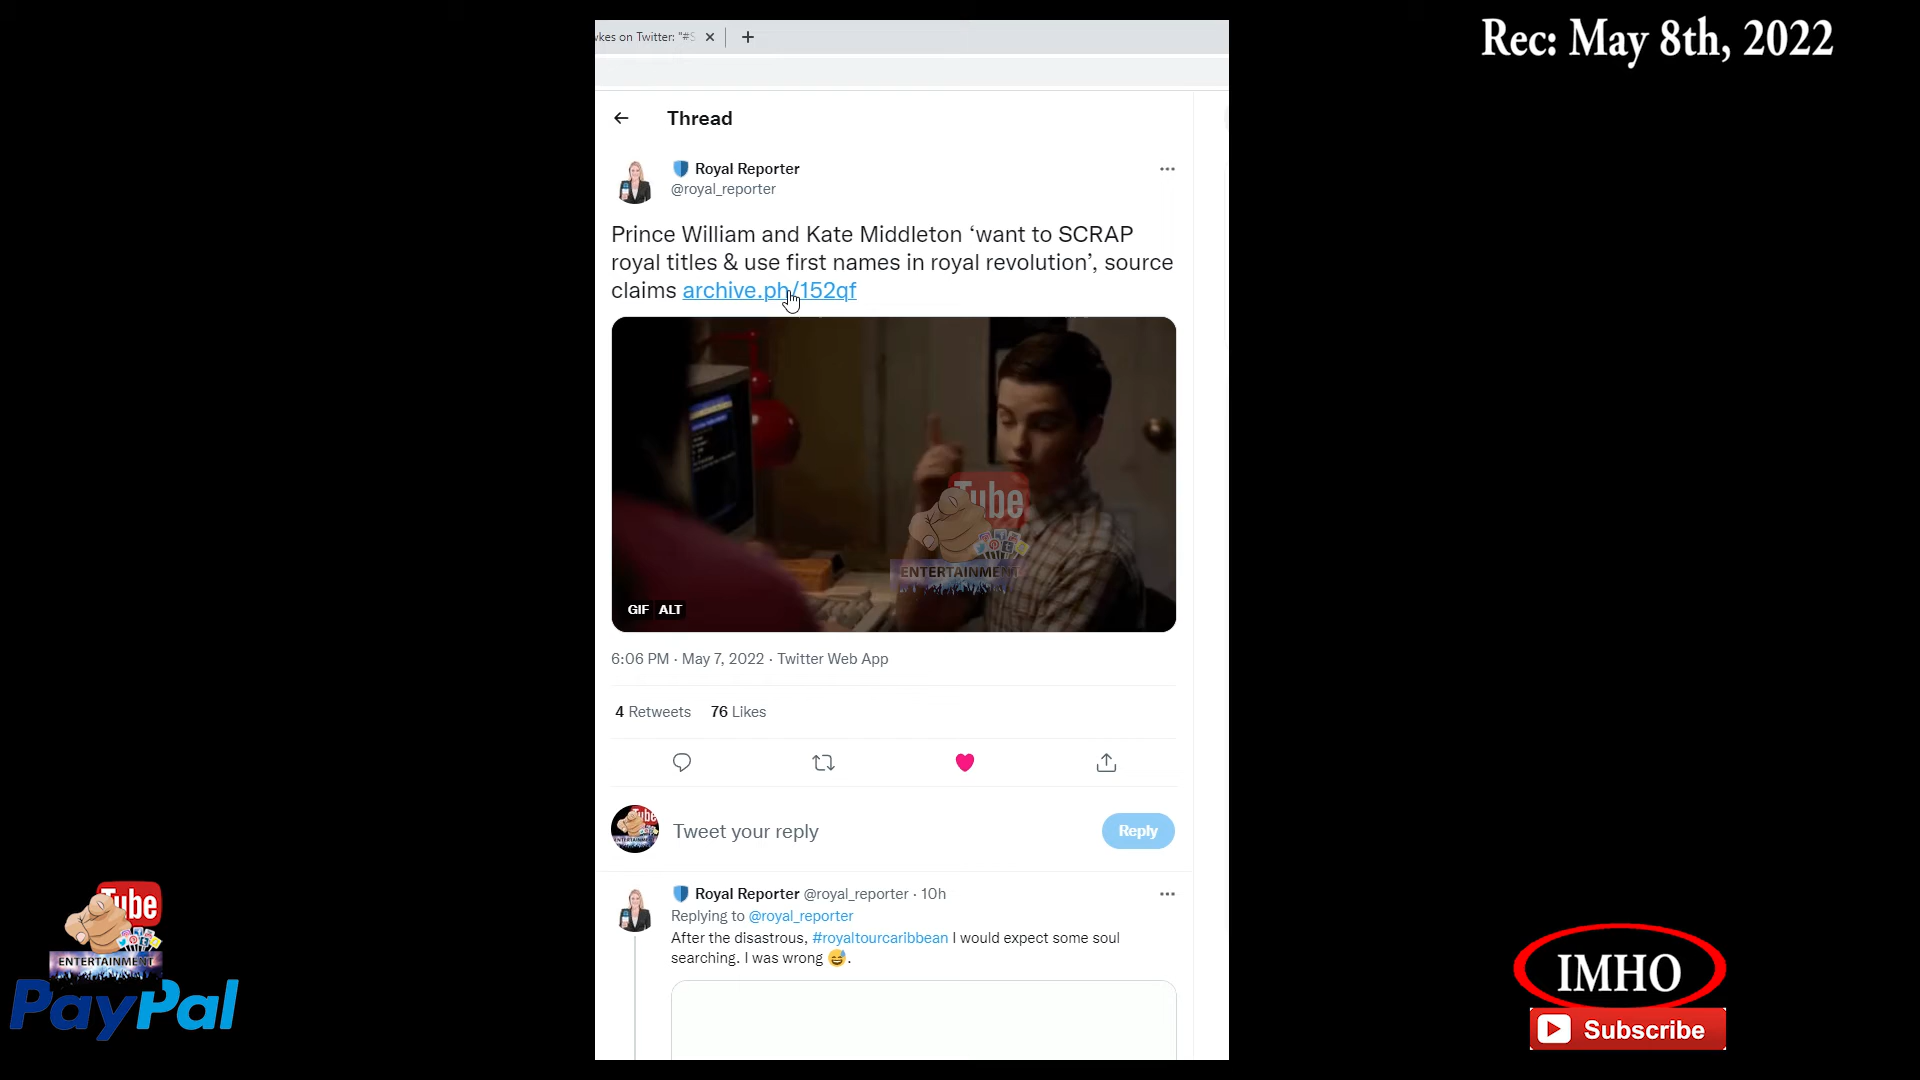 Rec: May 8th, 2022
wkes on Twitter: "#S
Thread
Royal Reporter
@royal_reporter
Prince William and Kate Middleton ‘want to SCRAP
royal titles & use first names in royal revolution’, source
claims archive.ph/152qf
Tube
ENTERTAINMENT
GIF ALT
6:06 PM · May 7, 2022 · Twitter Web App
4 Retweets 76 Likes
Tweet your reply
Reply
Royal Reporter @royal_reporter · 10h
Replying to @royal_reporter
After the disastrous, #royaltourcaribbean I would expect some soul
searching. I was wrong 😅.
Tube
ENTERTAINMENT
PayPal
IMHO
Subscribe